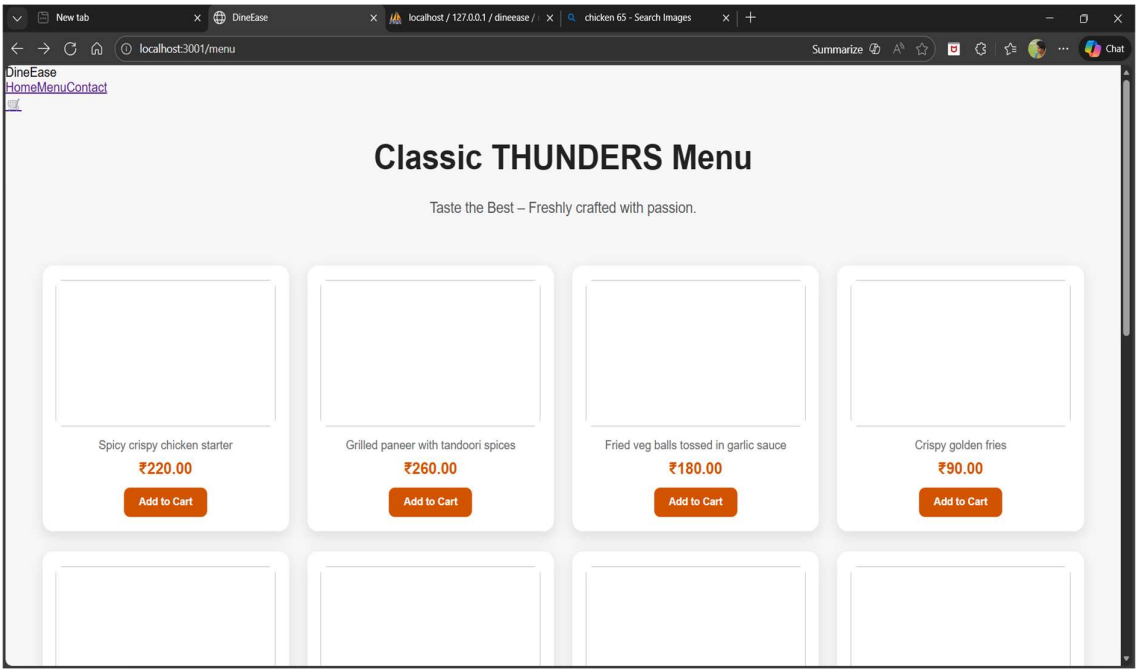 New tab
DineEase
localhost / 127.0.0.1 / dineease /
chicken 65 - Search Images
localhost:3001/menu
Summarize
Chat
DineEase
HomeMenuContact
Classic THUNDERS Menu
Taste the Best – Freshly crafted with passion.
Spicy crispy chicken starter
₹220.00
Add to Cart
Grilled paneer with tandoori spices
₹260.00
Add to Cart
Fried veg balls tossed in garlic sauce
₹180.00
Add to Cart
Crispy golden fries
₹90.00
Add to Cart